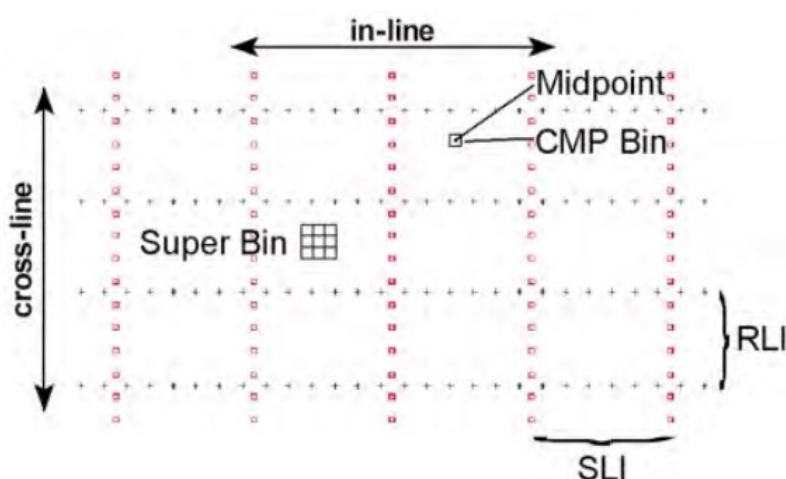 in-line
Midpoint
CMP Bin
cross-line
Super Bin
RLI
SLI